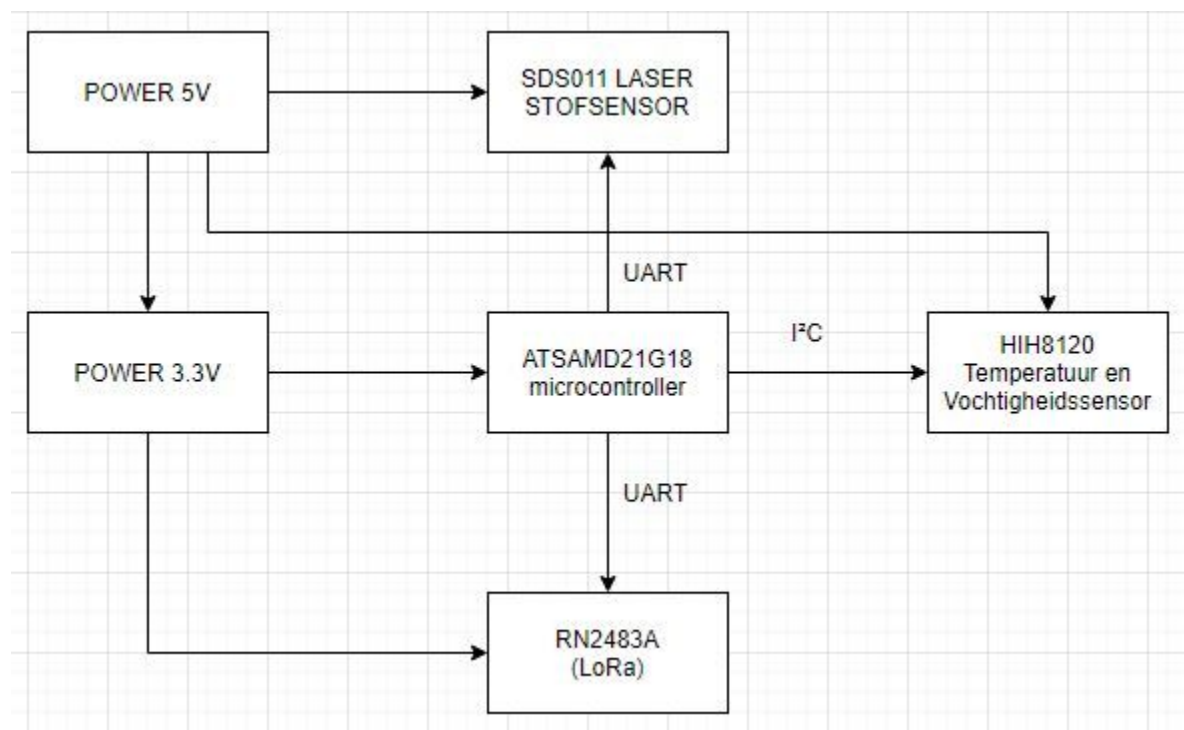 POWER 5V
SDS011 LASER
STOFSENSOR
UART
POWER 3.3V
ATSAMD21G18
microcontroller
I²C
HIH8120
Temperatuur en
Vochtigheidssensor
UART
RN2483A
(LoRa)